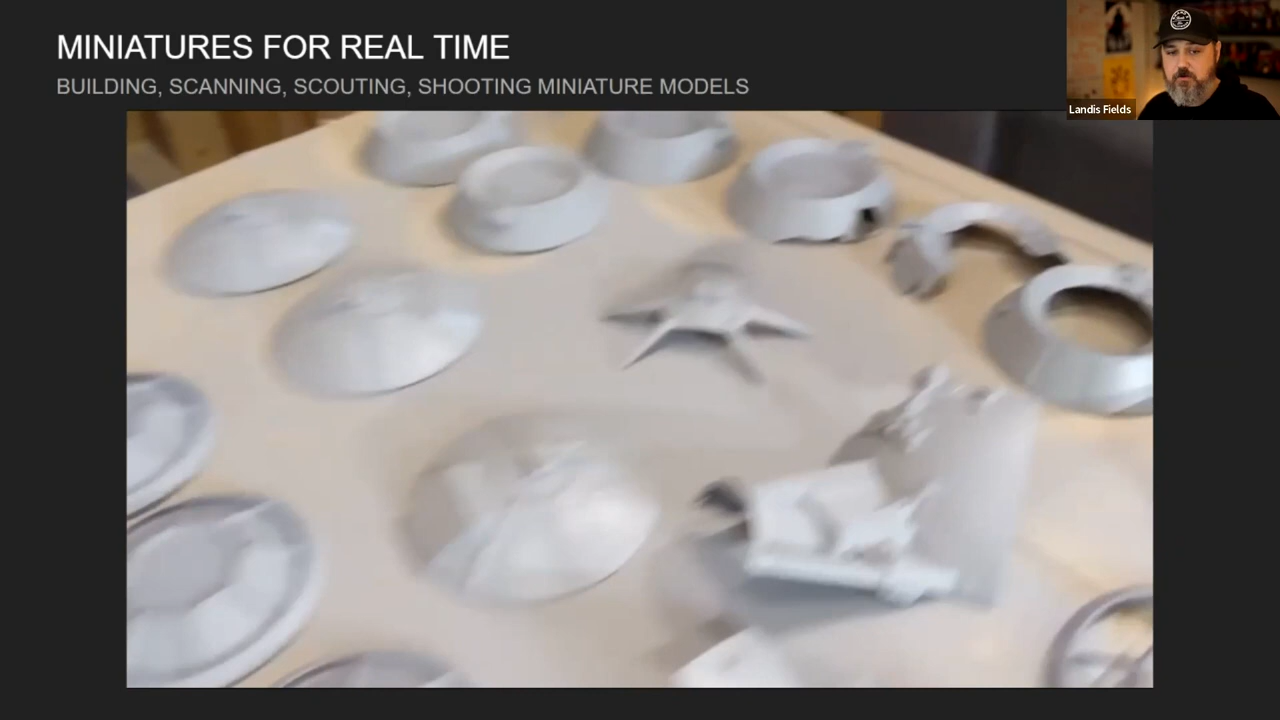 MINIATURES FOR REAL TIME
BUILDING, SCANNING, SCOUTING, SHOOTING MINIATURE MODELS
Landis Fields